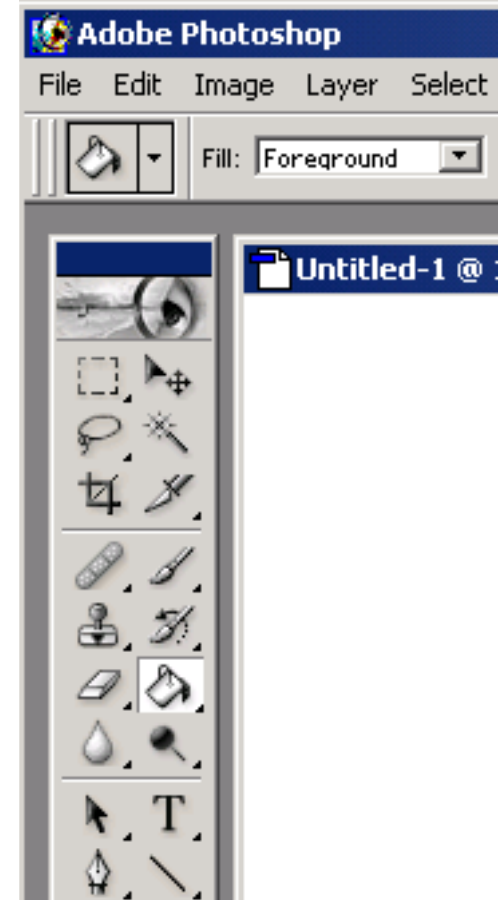 Adobe Photoshop
File Edit Image Layer Select
Fill: Foreground
Untitled-1 @
T